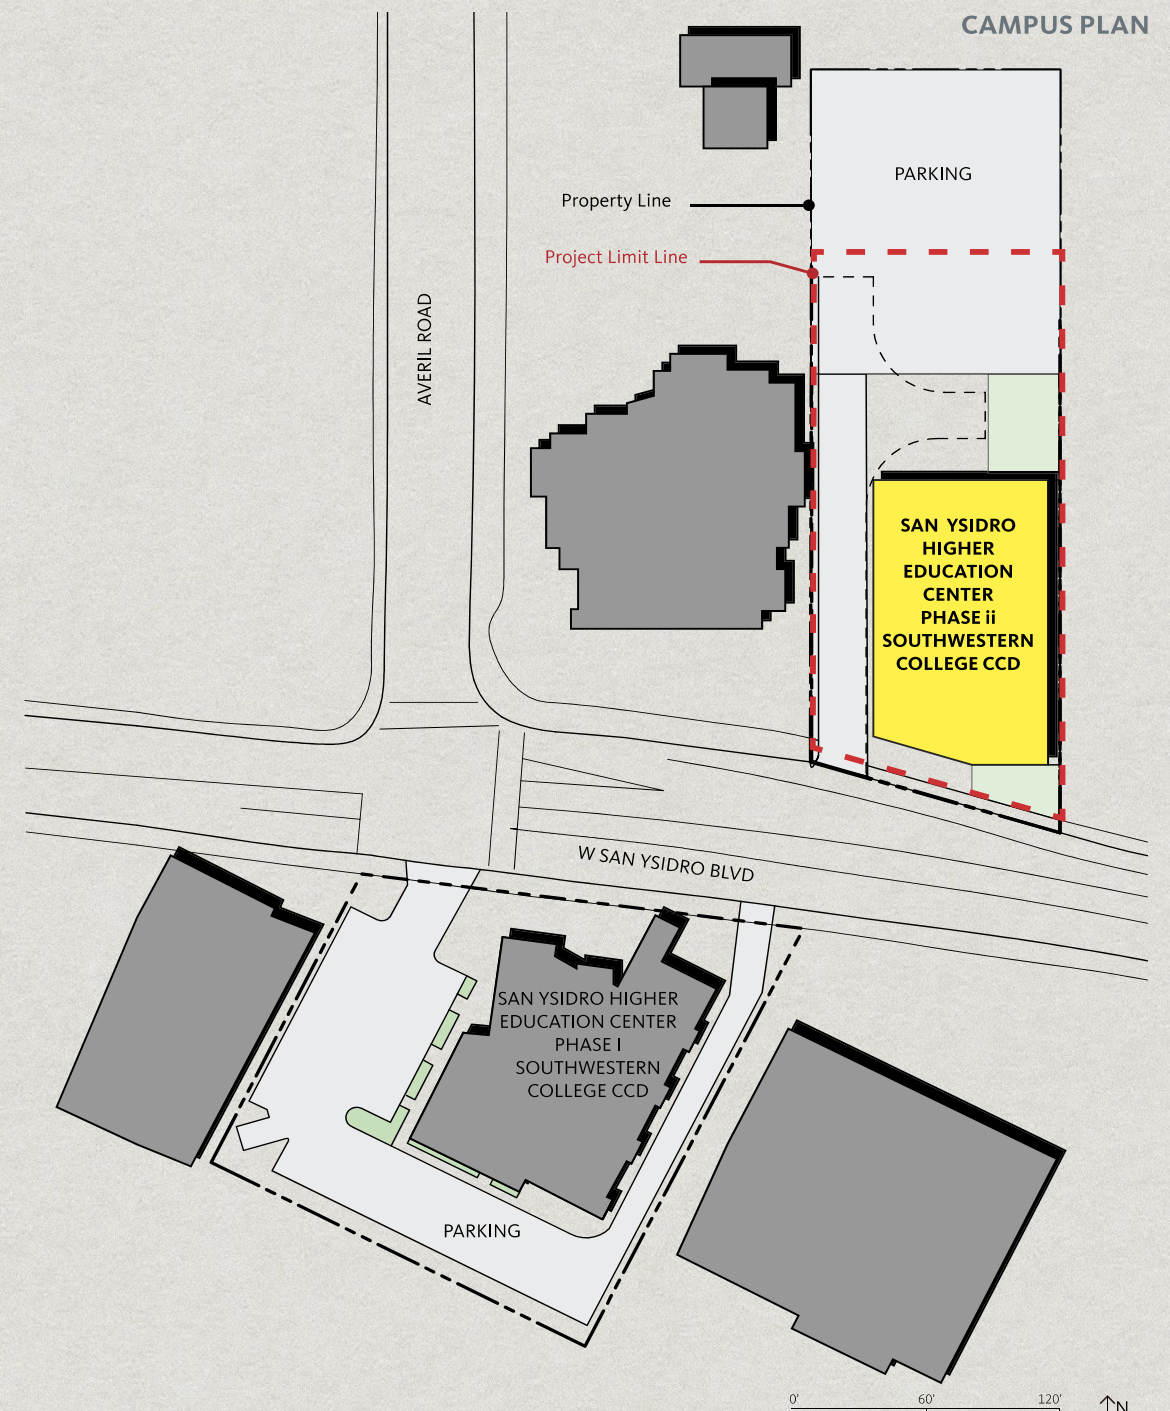 CAMPUS PLAN
PARKING
Property Line
Project Limit Line
AVERIL ROAD
SAN YSIDRO
HIGHER
EDUCATION
CENTER
PHASE ii
SOUTHWESTERN
COLLEGE CCD
W SAN YSIDRO BLVD
SAN YSIDRO HIGHER
EDUCATION CENTER
PHASE I
SOUTHWESTERN
COLLEGE CCD
PARKING
0' 60' 120'
N